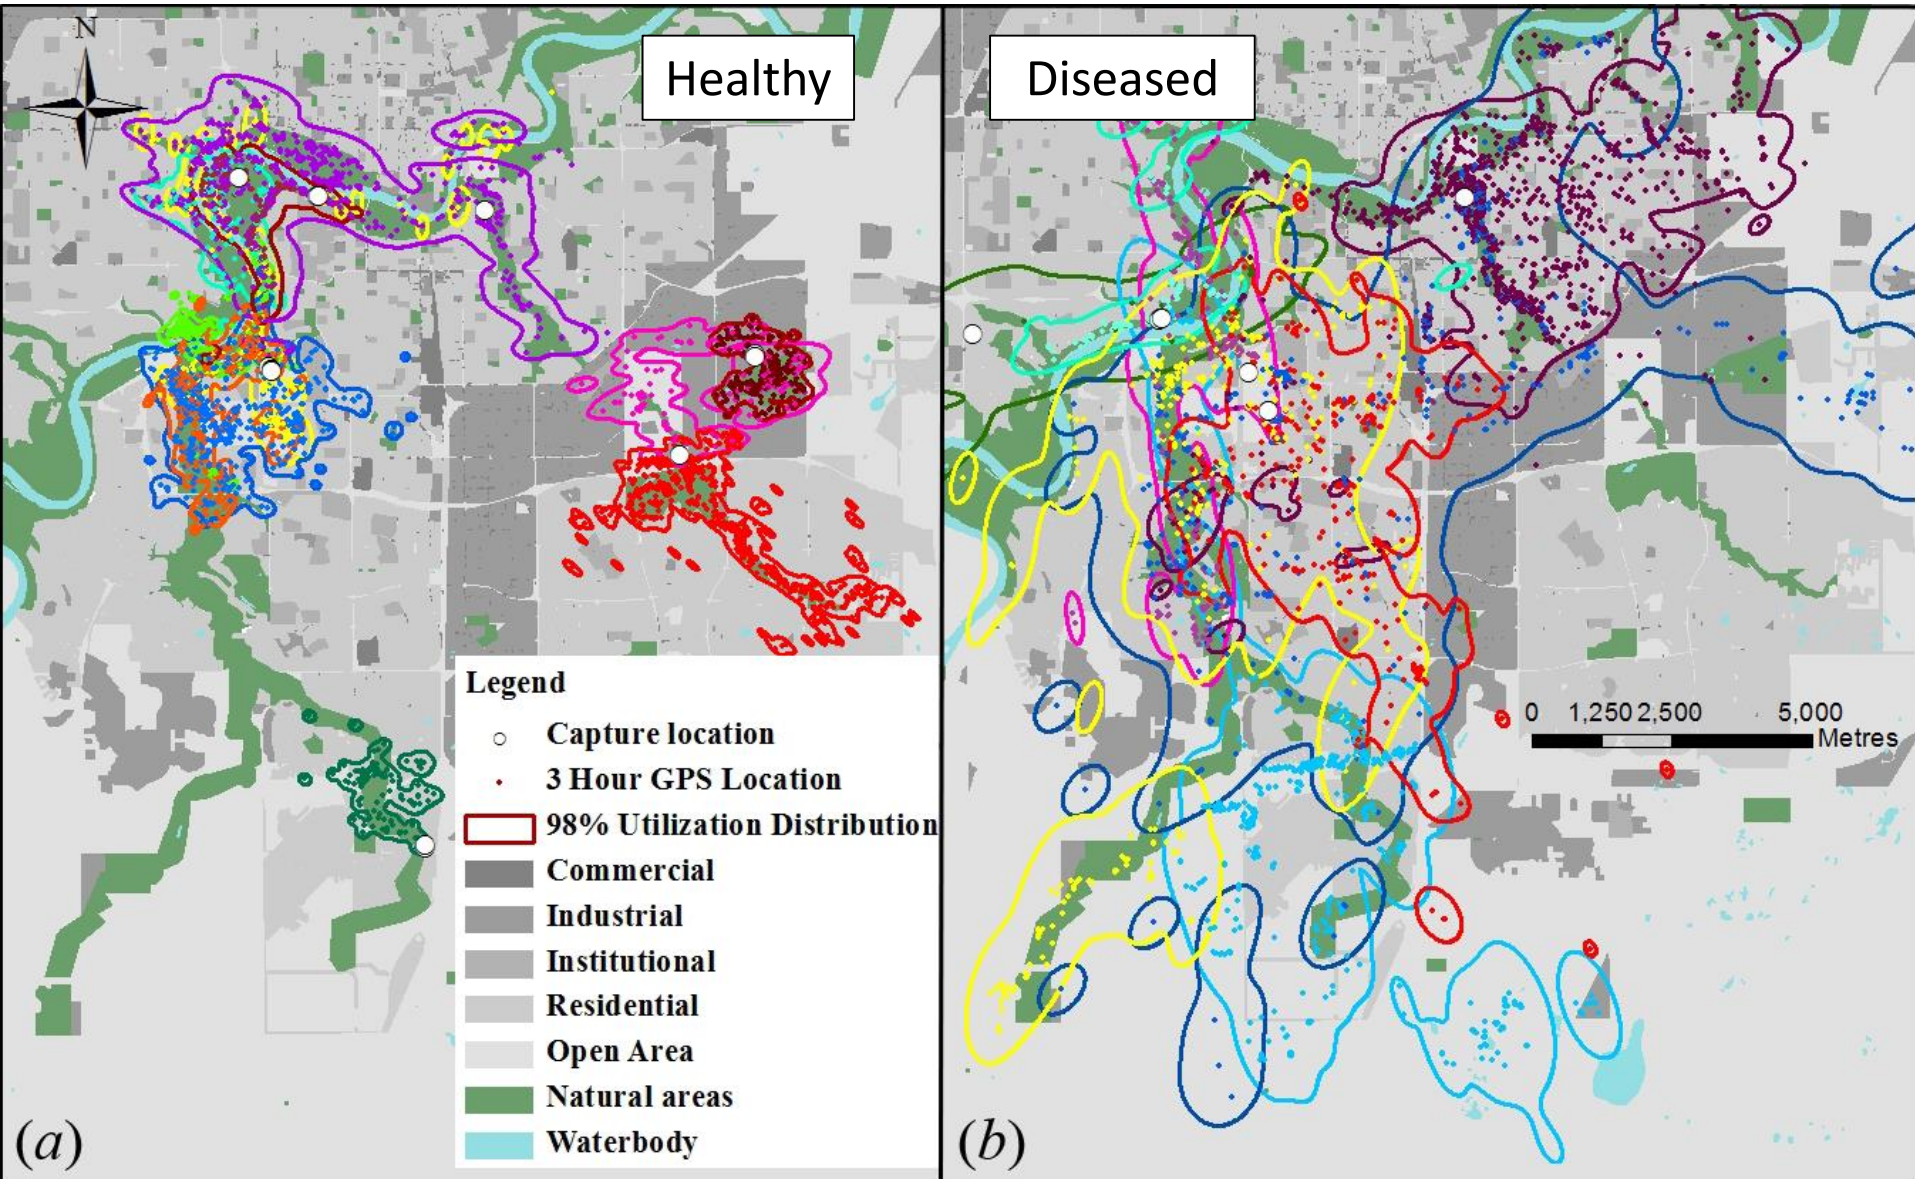 N
Healthy
Diseased
Legend
Capture location
3 Hour GPS Location
98% Utilization Distribution
Commercial
Industrial
Institutional
Residential
Open Area
Natural areas
Waterbody
(a)
0 1,250 2,500 5,000
Metres
(b)